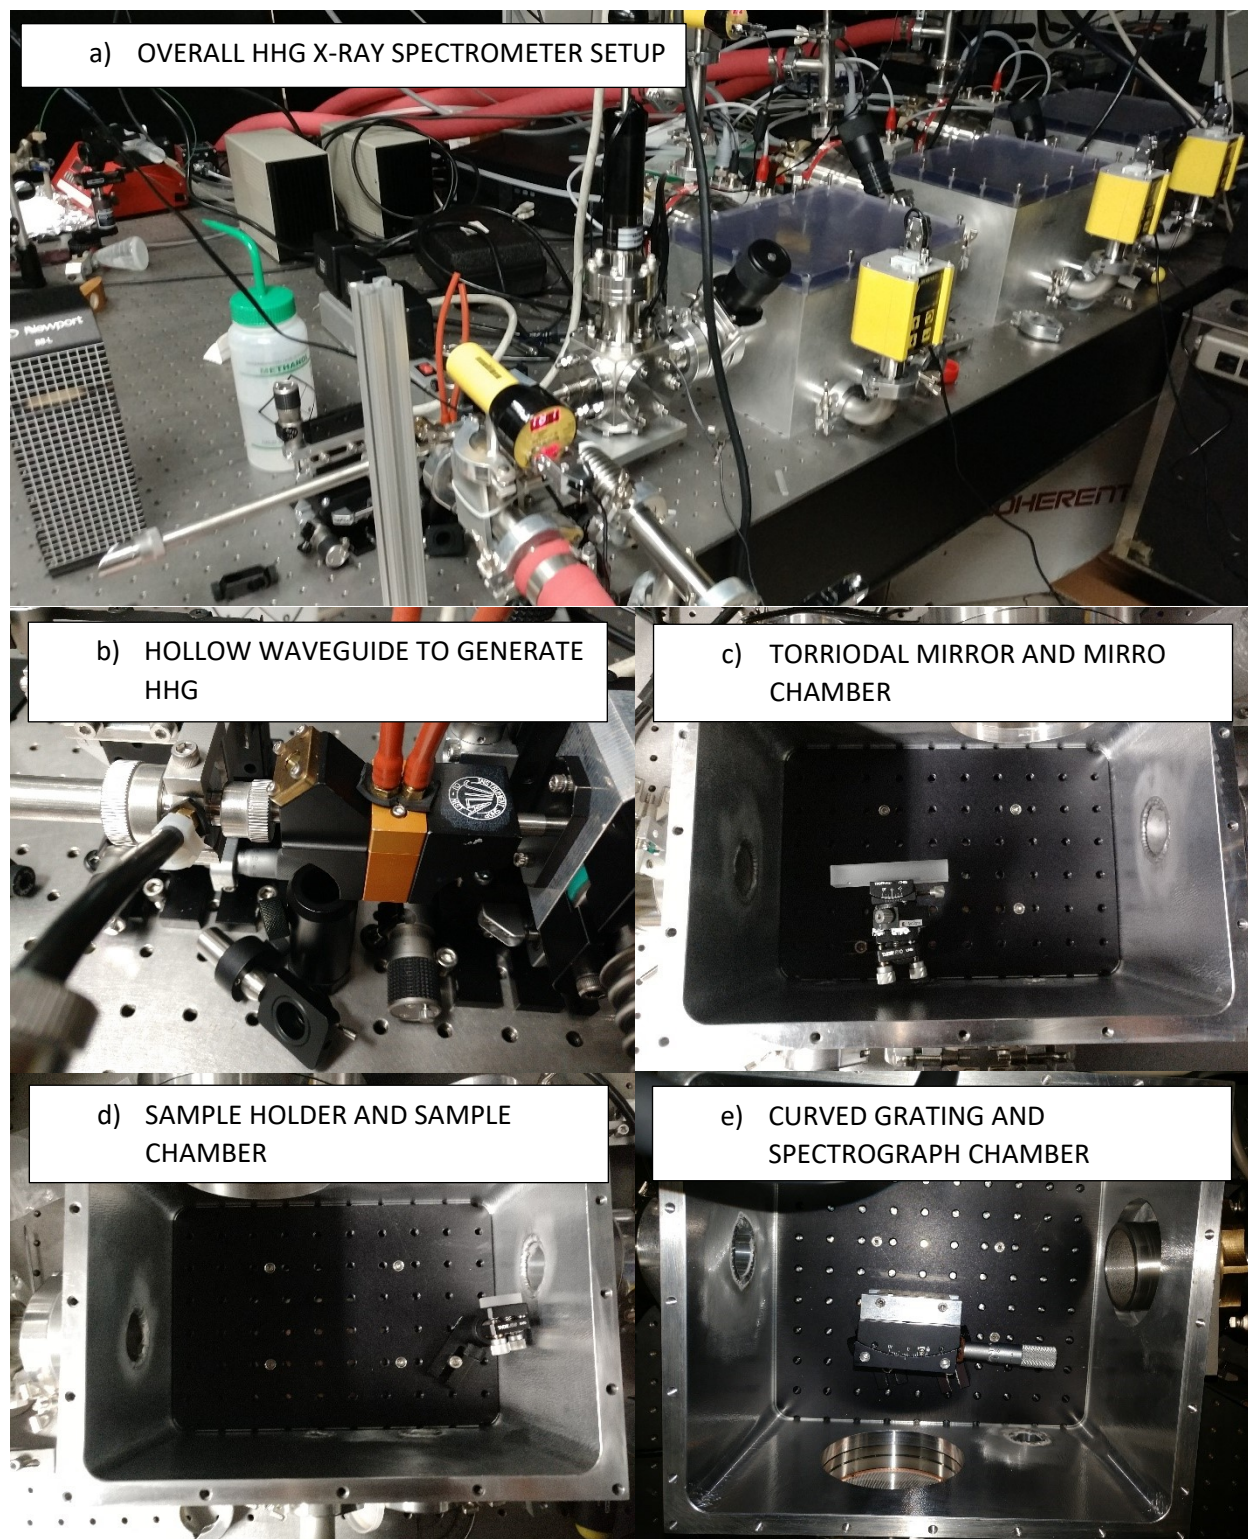 a) OVERALL HHG X-RAY SPECTROMETER SETUP
Newport
METHANOL
COHERENT
b) HOLLOW WAVEGUIDE TO GENERATE
HHG
c) TORRIODAL MIRROR AND MIRRO
CHAMBER
d) SAMPLE HOLDER AND SAMPLE
CHAMBER
e) CURVED GRATING AND
SPECTROGRAPH CHAMBER